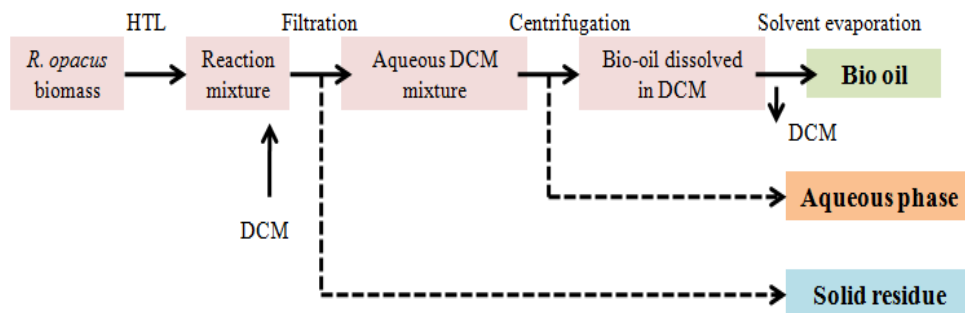 HTL
Filtration
Centrifugation
Solvent evaporation
R. opacus
biomass
Reaction
mixture
Aqueous DCM
mixture
Bio-oil dissolved
in DCM
Bio oil
DCM
DCM
Aqueous phase
Solid residue